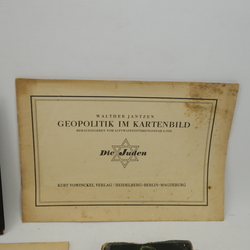 WALTHER JANTZEN
GEOPOLITIK IM KARTENBILD
Die Juden
KURT VOWINCKEL VERLAG · HEIDELBERG-BERLIN-MAGDEBURG